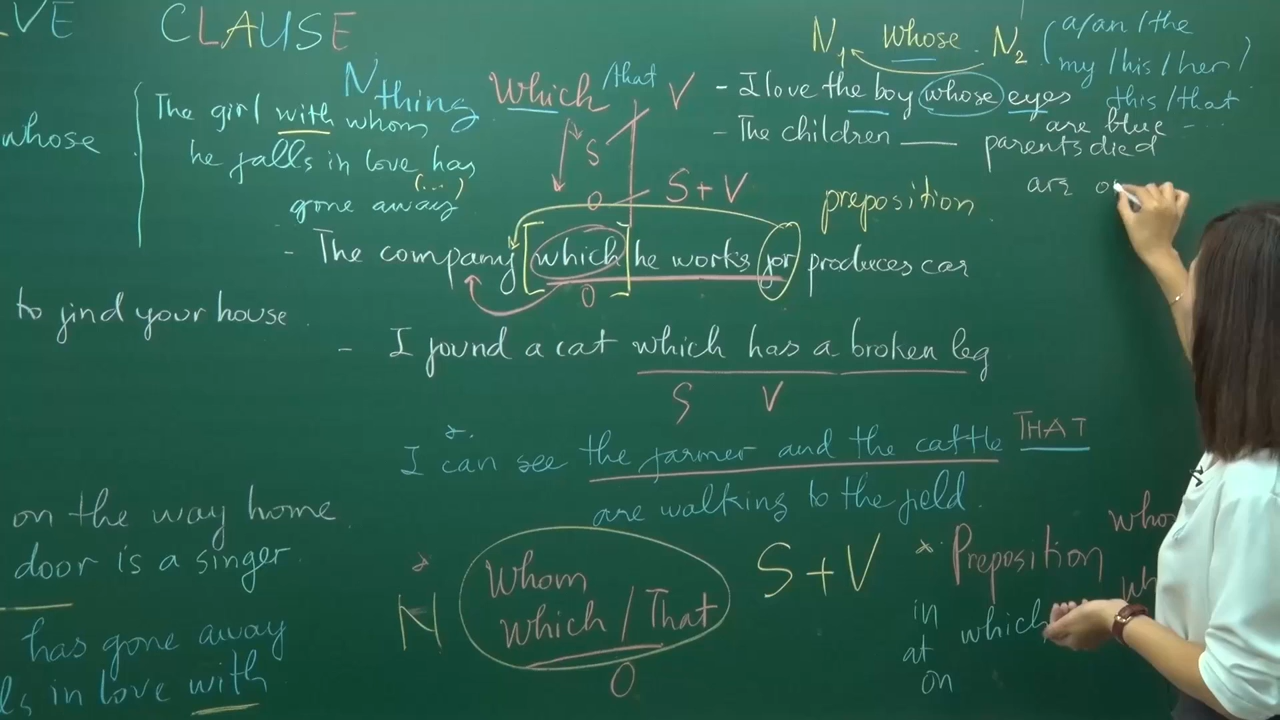 VE CLAUSE
whose
The girl with whom
he falls in love has
(...)
gone away
to find your house
on the way home
door is a singer
has gone away
ls in love with
N thing Which /that V
S
O S+V
preposition
- The company [which] he works for produces car
O
- I found a cat which has a broken leg
S V
I can see the farmer and the cattle THAT
are walking to the field.
N Whom
which / That
O
S+V
* Preposition
in
at
on
which
whos
wh
N1 whose N2 (a/an/the
my/his/her/
this/that
...
- I love the boy whose eyes
are blue
- The children ___ parents died
are o